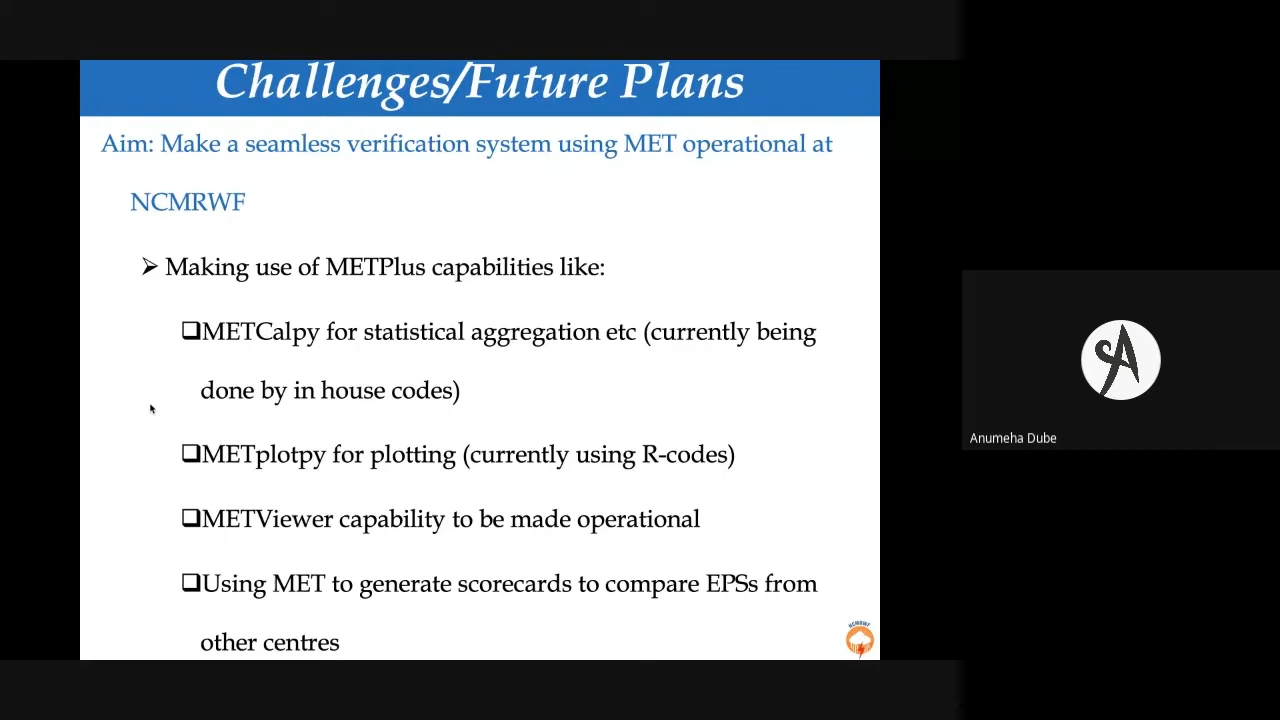 Challenges/Future Plans
Aim: Make a seamless verification system using MET operational at
NCMRWF
➢ Making use of METPlus capabilities like:
❑METCalpy for statistical aggregation etc (currently being
done by in house codes)
❑METplotpy for plotting (currently using R-codes)
❑METViewer capability to be made operational
❑Using MET to generate scorecards to compare EPSs from
other centres
NCMRWF
Anumeha Dube